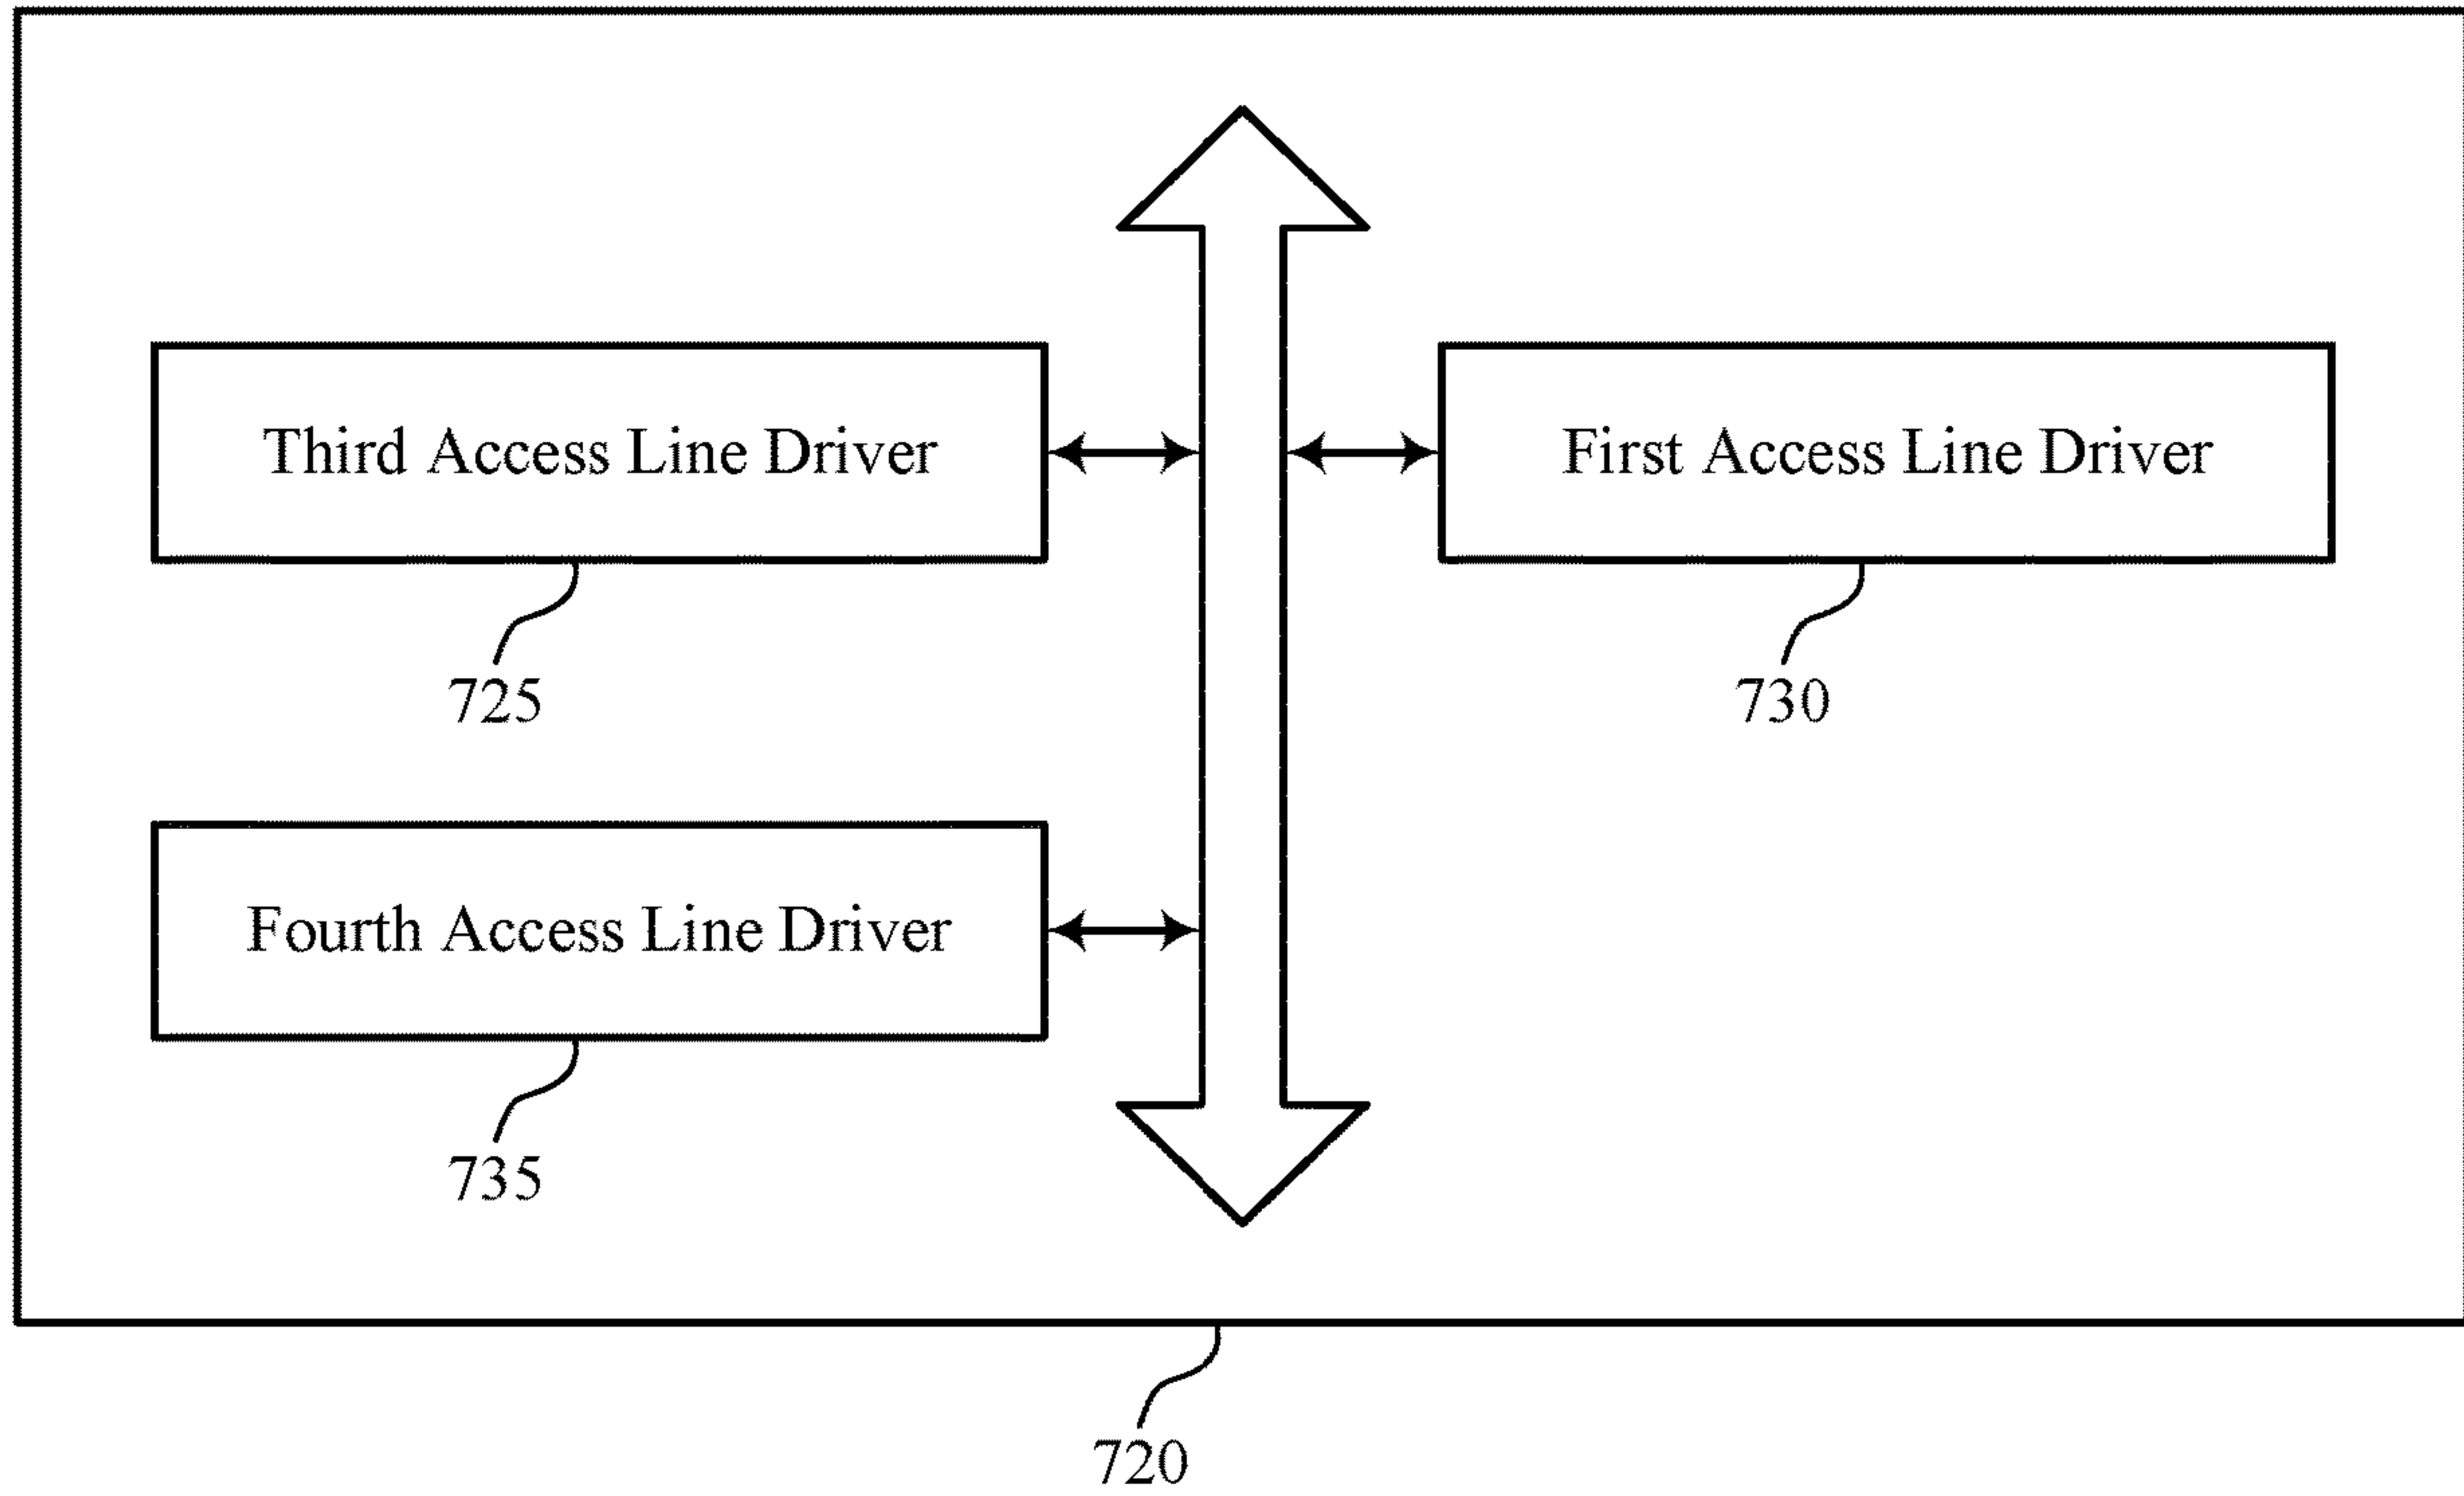 Third Access Line Driver
First Access Line Driver
725
730
Fourth Access Line Driver
735
720